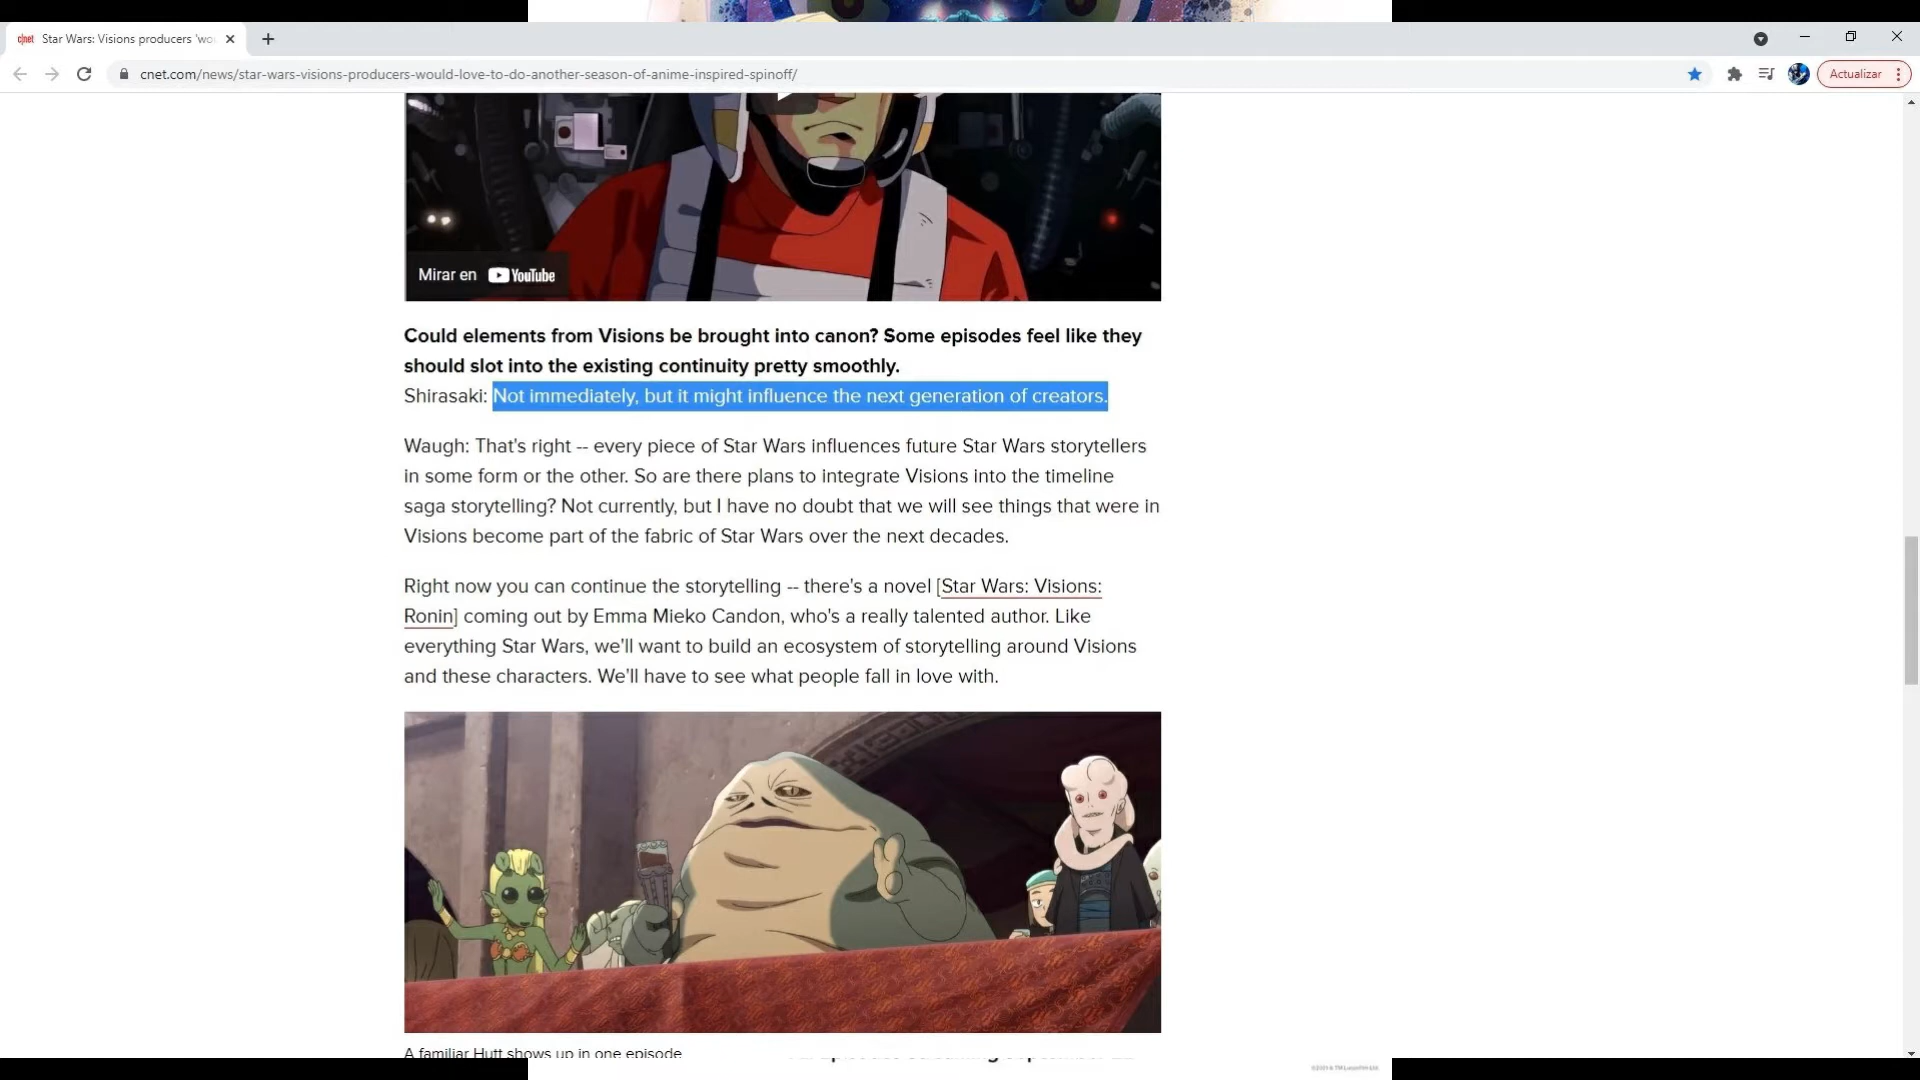 cnet Star Wars: Visions producers 'wo
cnet.com/news/star-wars-visions-producers-would-love-to-do-another-season-of-anime-inspired-spinoff/
Actualizar
Mirar en YouTube
Could elements from Visions be brought into canon? Some episodes feel like they
should slot into the existing continuity pretty smoothly.
Shirasaki: Not immediately, but it might influence the next generation of creators.
Waugh: That's right -- every piece of Star Wars influences future Star Wars storytellers
in some form or the other. So are there plans to integrate Visions into the timeline
saga storytelling? Not currently, but I have no doubt that we will see things that were in
Visions become part of the fabric of Star Wars over the next decades.
Right now you can continue the storytelling -- there's a novel [Star Wars: Visions:
Ronin] coming out by Emma Mieko Candon, who's a really talented author. Like
everything Star Wars, we'll want to build an ecosystem of storytelling around Visions
and these characters. We'll have to see what people fall in love with.
A familiar Hutt shows up in one episode